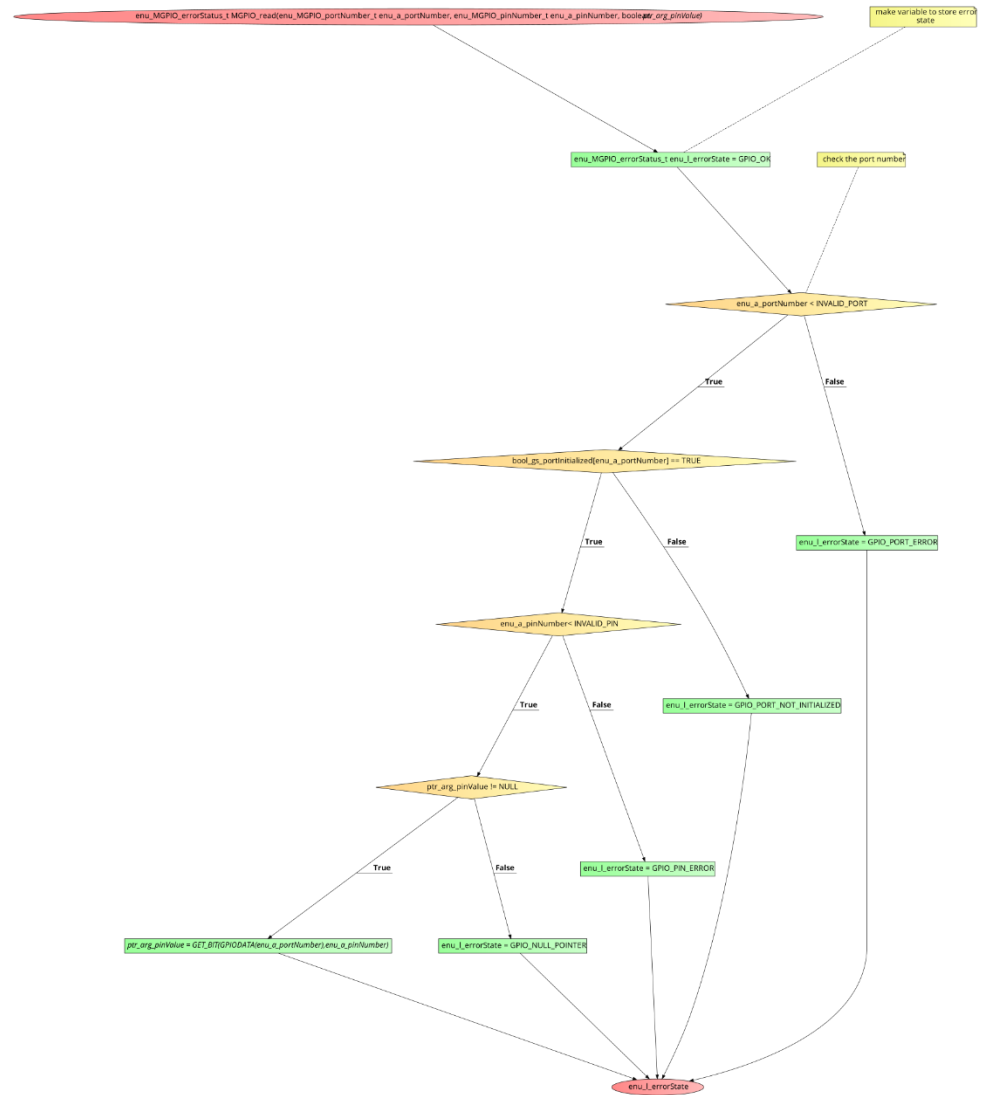 enu_MGPIO_errorStatus_t MGPIO_read(enu_MGPIO_portNumber_t enu_a_portNumber, enu_MGPIO_pinNumber_t enu_a_pinNumber, boolean ptr_arg_pinValue)
make variable to store error
state
enu_MGPIO_errorStatus_t enu_l_errorState = GPIO_OK
check the port number
enu_a_portNumber < INVALID_PORT
True
False
bool_gs_portInitialized[enu_a_portNumber] == TRUE
True
False
enu_l_errorState = GPIO_PORT_ERROR
enu_a_pinNumber< INVALID_PIN
True
False
enu_l_errorState = GPIO_PORT_NOT_INITIALIZED
ptr_arg_pinValue != NULL
True
False
enu_l_errorState = GPIO_PIN_ERROR
ptr_arg_pinValue = GET_BIT(GPIODATA(enu_a_portNumber),enu_a_pinNumber)
enu_l_errorState = GPIO_NULL_POINTER
enu_l_errorState